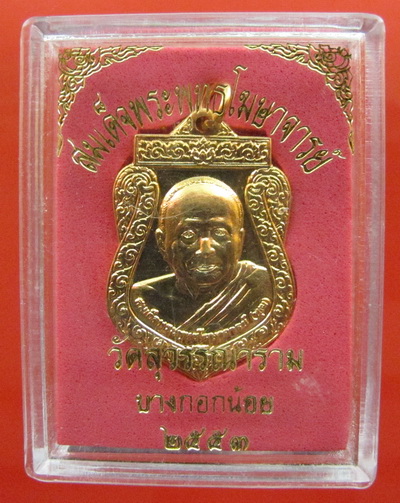 สมเด็จพระพุทธโฆษาจารย์
วัดสุวรรณาราม
บางกอกน้อย
๒๕๕๓